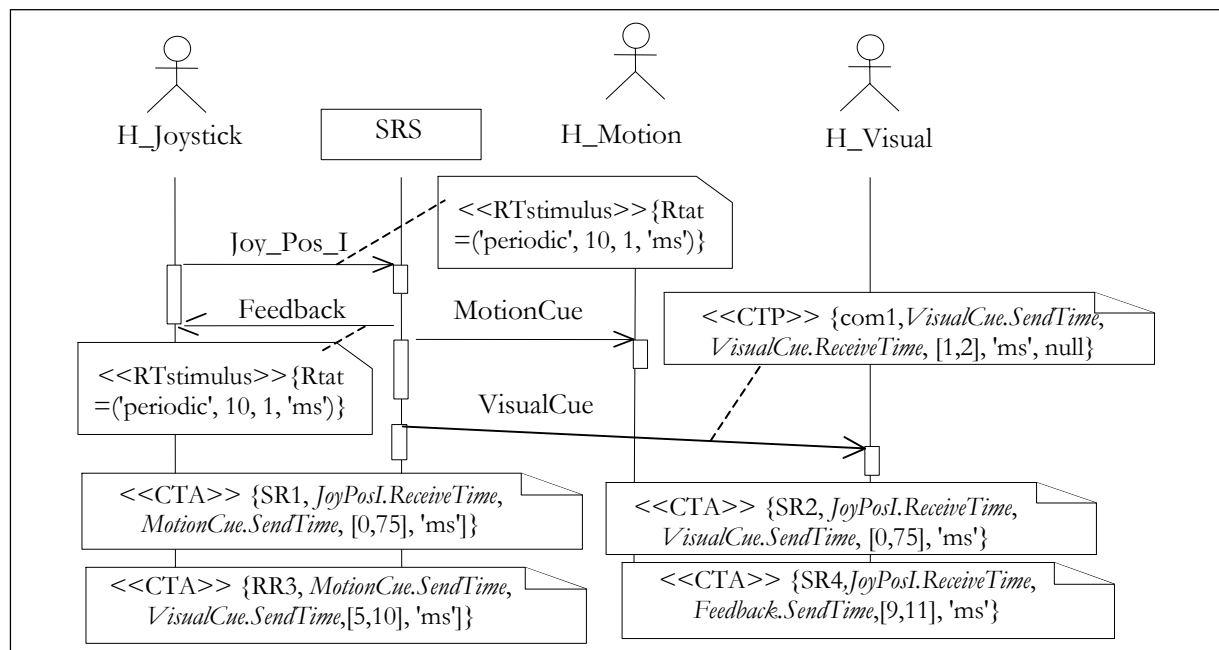 H_Joystick
SRS
H_Motion
H_Visual
<<RTstimulus>>{Rtat
=('periodic', 10, 1, 'ms')}
Joy_Pos_I
Feedback
MotionCue
<<CTP>> {com1,VisualCue.SendTime,
VisualCue.ReceiveTime, [1,2], 'ms', null}
<<RTstimulus>>{Rtat
=('periodic', 10, 1, 'ms')}
VisualCue
<<CTA>> {SR1, JoyPosI.ReceiveTime,
MotionCue.SendTime, [0,75], 'ms']}
<<CTA>> {SR2, JoyPosI.ReceiveTime,
VisualCue.SendTime, [0,75], 'ms'}
<<CTA>> {RR3, MotionCue.SendTime,
VisualCue.SendTime,[5,10], 'ms']}
<<CTA>> {SR4,JoyPosI.ReceiveTime,
Feedback.SendTime,[9,11], 'ms'}